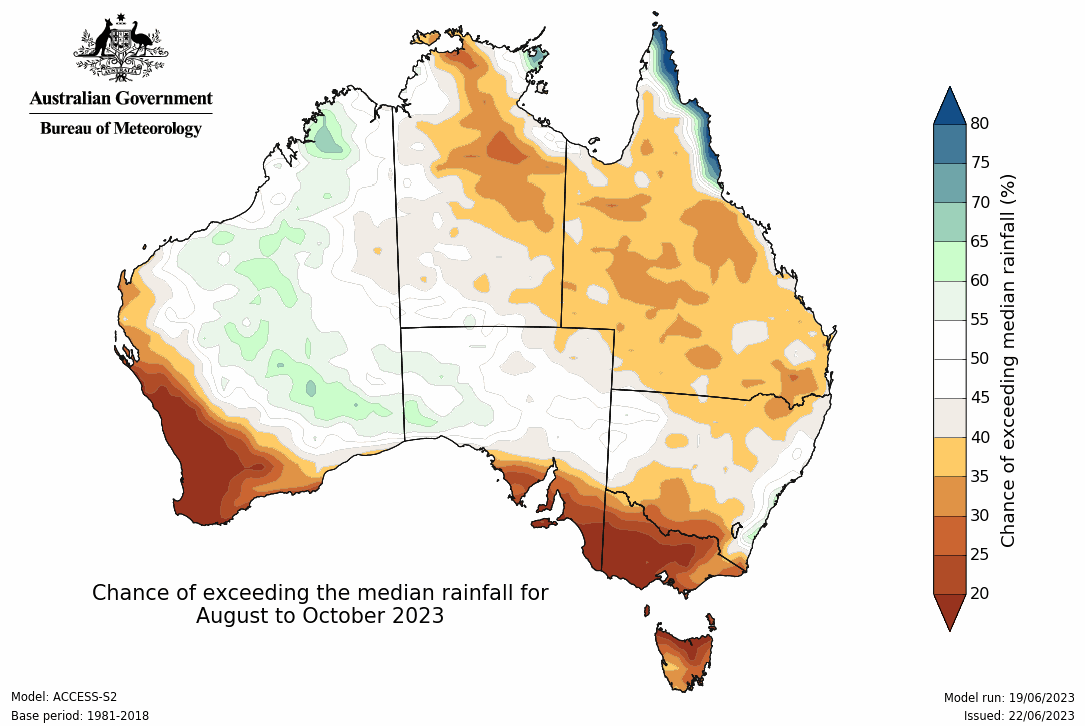 AUSTRALIA
Australian Government
Bureau of Meteorology
80
75
70
65
60
55
50
45
40
35
30
25
20
Chance of exceeding median rainfall (%)
Chance of exceeding the median rainfall for
August to October 2023
Model: ACCESS-S2
Base period: 1981-2018
Model run: 19/06/2023
Issued: 22/06/2023